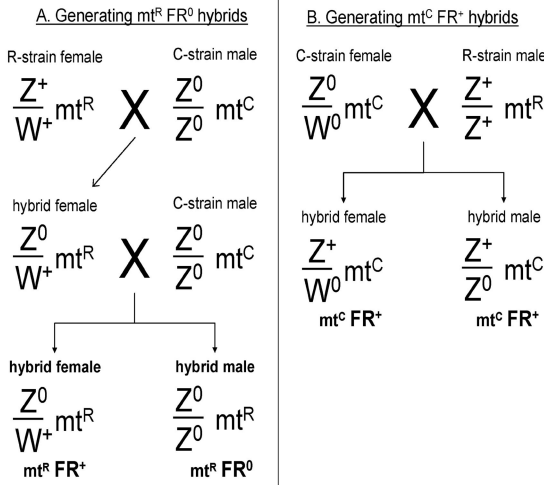 A. Generating mtᴿ FR⁰ hybrids
R-strain female C-strain male
Z⁺/W⁺ mtᴿ X Z⁰/Z⁰ mtᶜ
hybrid female C-strain male
Z⁰/W⁺ mtᴿ X Z⁰/Z⁰ mtᶜ
hybrid female hybrid male
Z⁰/W⁺ mtᴿ Z⁰/Z⁰ mtᴿ
mtᴿ FR⁺ mtᴿ FR⁰
B. Generating mtᶜ FR⁺ hybrids
C-strain female R-strain male
Z⁰/W⁰ mtᶜ X Z⁺/Z⁺ mtᴿ
hybrid female hybrid male
Z⁺/W⁰ mtᶜ Z⁺/Z⁰ mtᶜ
mtᶜ FR⁺ mtᶜ FR⁺